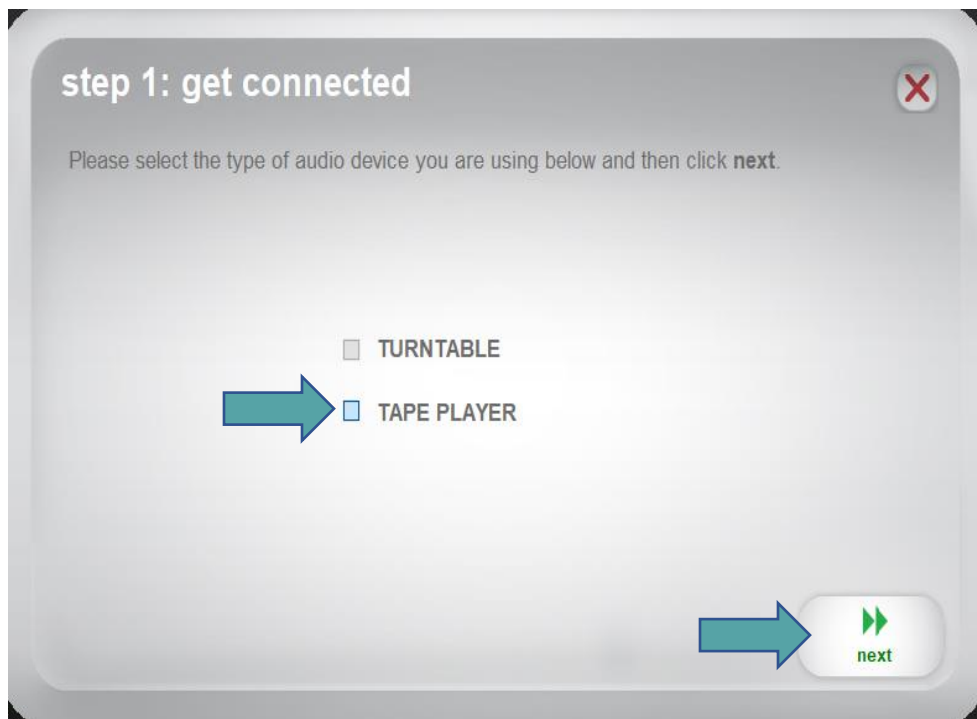 step 1: get connected
Please select the type of audio device you are using below and then click next.
TURNTABLE
TAPE PLAYER
next